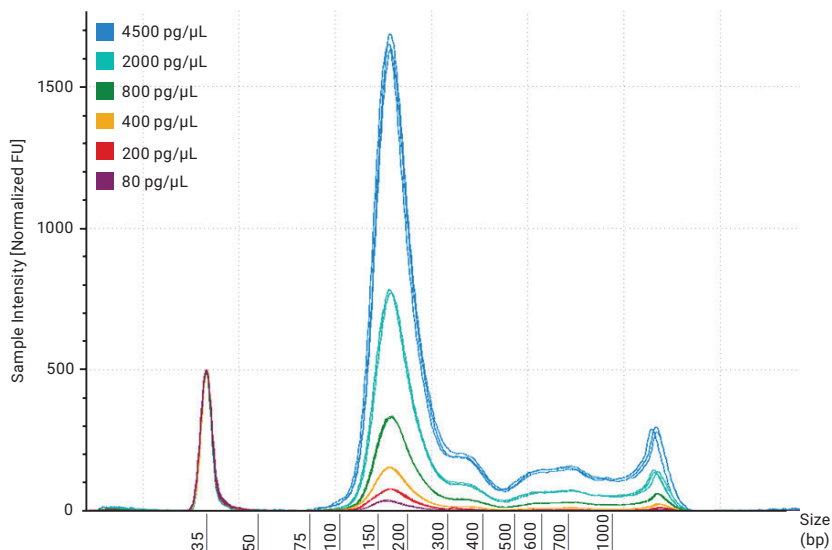 4500 pg/µL
2000 pg/µL
800 pg/µL
400 pg/µL
200 pg/µL
80 pg/µL
Sample Intensity [Normalized FU]
1500
1000
500
0
35
50
75
100
150
200
300
400
500
600
700
1000
Size
(bp)